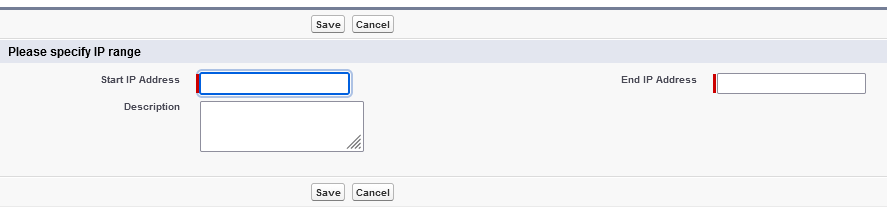 Save Cancel
Please specify IP range
Start IP Address End IP Address
Description
Save Cancel